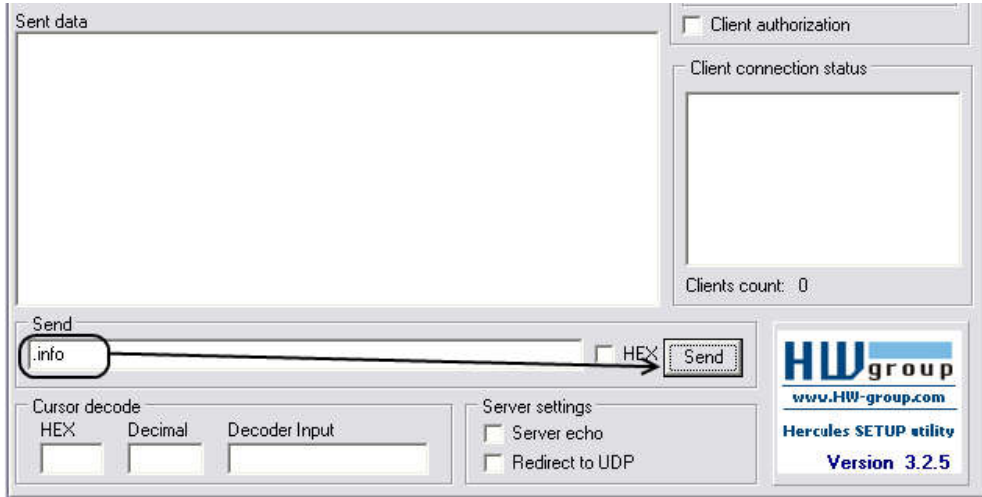 Sent data
Client authorization
Client connection status
Clients count: 0
Send
.info
HEX
Send
HWgroup
www.HW-group.com
Hercules SETUP utility
Version 3.2.5
Cursor decode
HEX Decimal Decoder Input
Server settings
Server echo
Redirect to UDP